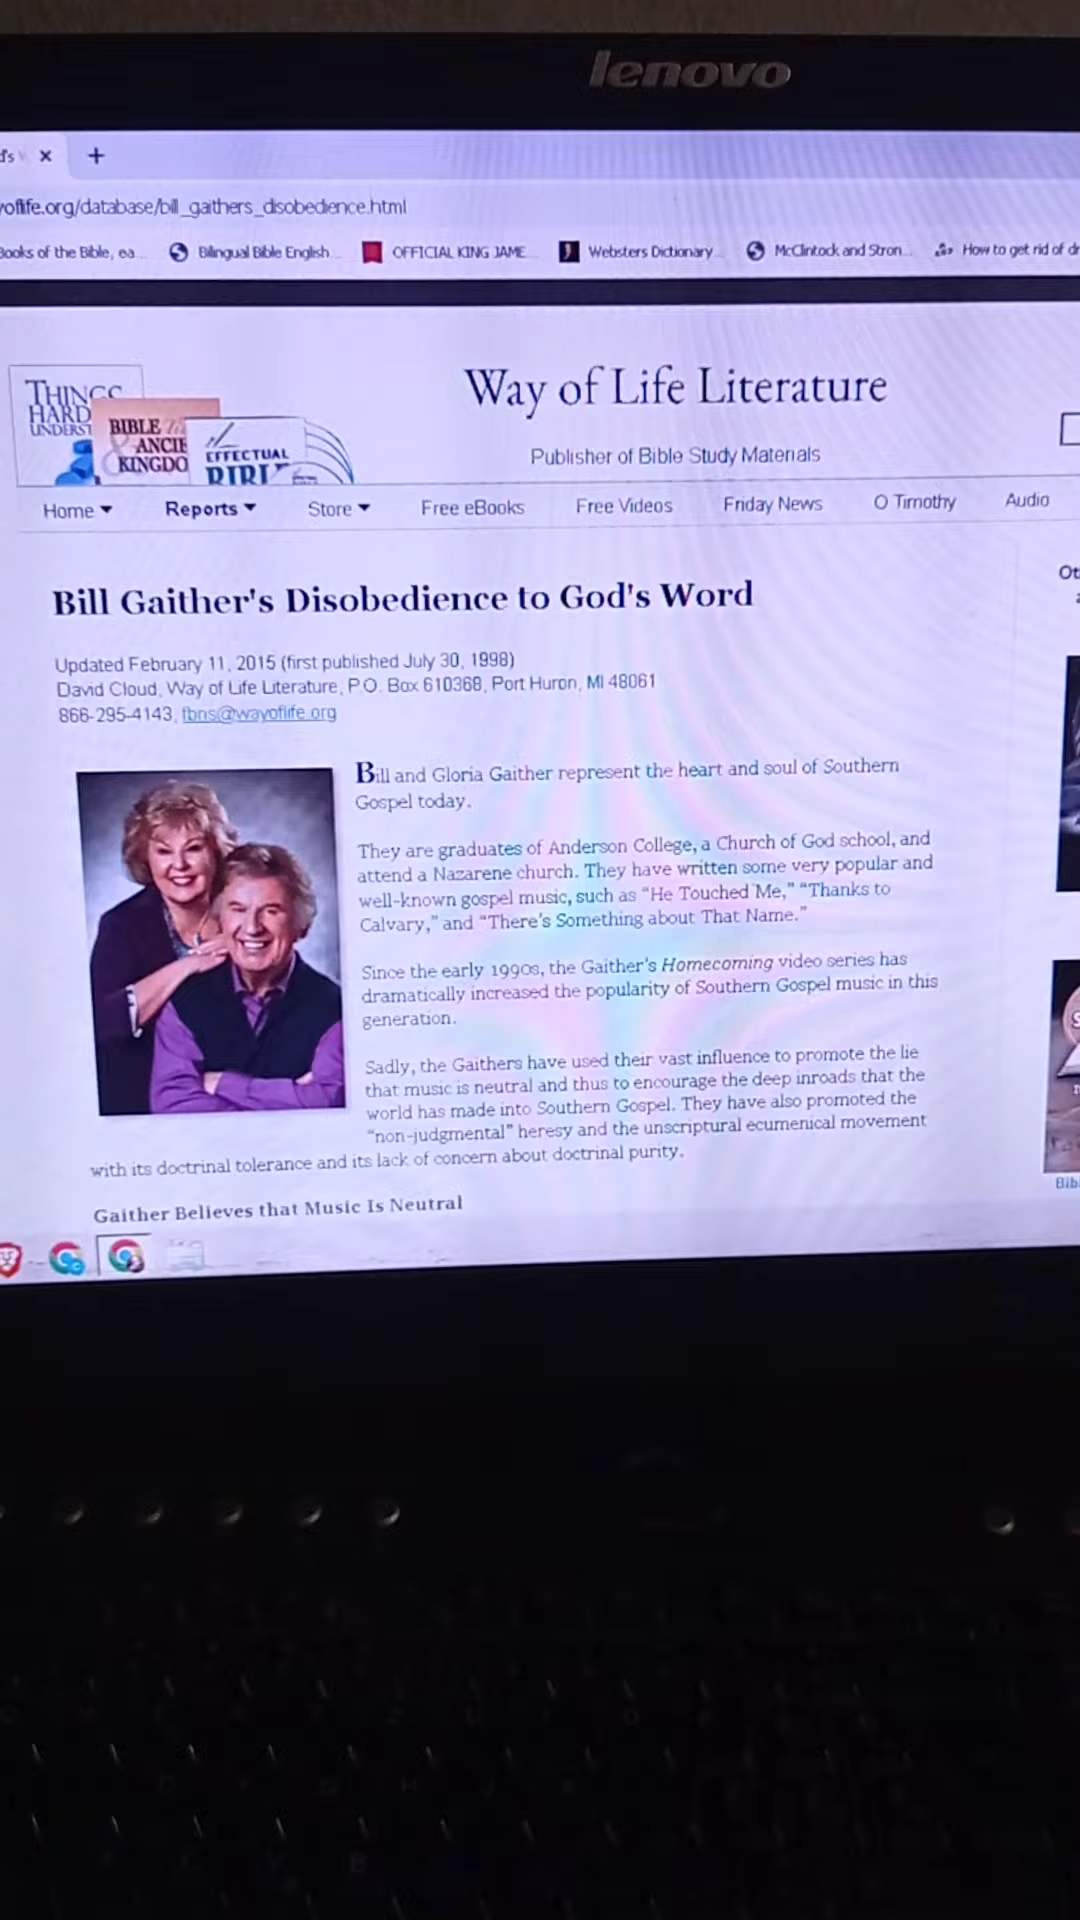 lenovo
yoflife.org/database/bill_gaithers_disobedience.html
Books of the Bible, ea...
Bilingual Bible English...
OFFICIAL KING JAME...
Websters Dictionary...
McClintock and Stron...
How to get rid of dr
THINGS
HARD
UNDERST
BIBLE
ANCIE
KINGDO
EFFECTUAL
BIBL
Way of Life Literature
Publisher of Bible Study Materials
Home Reports Store Free eBooks Free Videos Friday News O Timothy Audio
Bill Gaither's Disobedience to God's Word
Updated February 11, 2015 (first published July 30, 1998)
David Cloud, Way of Life Literature, P.O. Box 610368, Port Huron, MI 48061
866-295-4143, fbns@wayoflife.org
Bill and Gloria Gaither represent the heart and soul of Southern
Gospel today.
They are graduates of Anderson College, a Church of God school, and
attend a Nazarene church. They have written some very popular and
well-known gospel music, such as “He Touched Me,” “Thanks to
Calvary,” and “There's Something about That Name.”
Since the early 1990s, the Gaither's Homecoming video series has
dramatically increased the popularity of Southern Gospel music in this
generation.
Sadly, the Gaithers have used their vast influence to promote the lie
that music is neutral and thus to encourage the deep inroads that the
world has made into Southern Gospel. They have also promoted the
“non-judgmental” heresy and the unscriptural ecumenical movement
with its doctrinal tolerance and its lack of concern about doctrinal purity.
Gaither Believes that Music Is Neutral
Ot
Bib